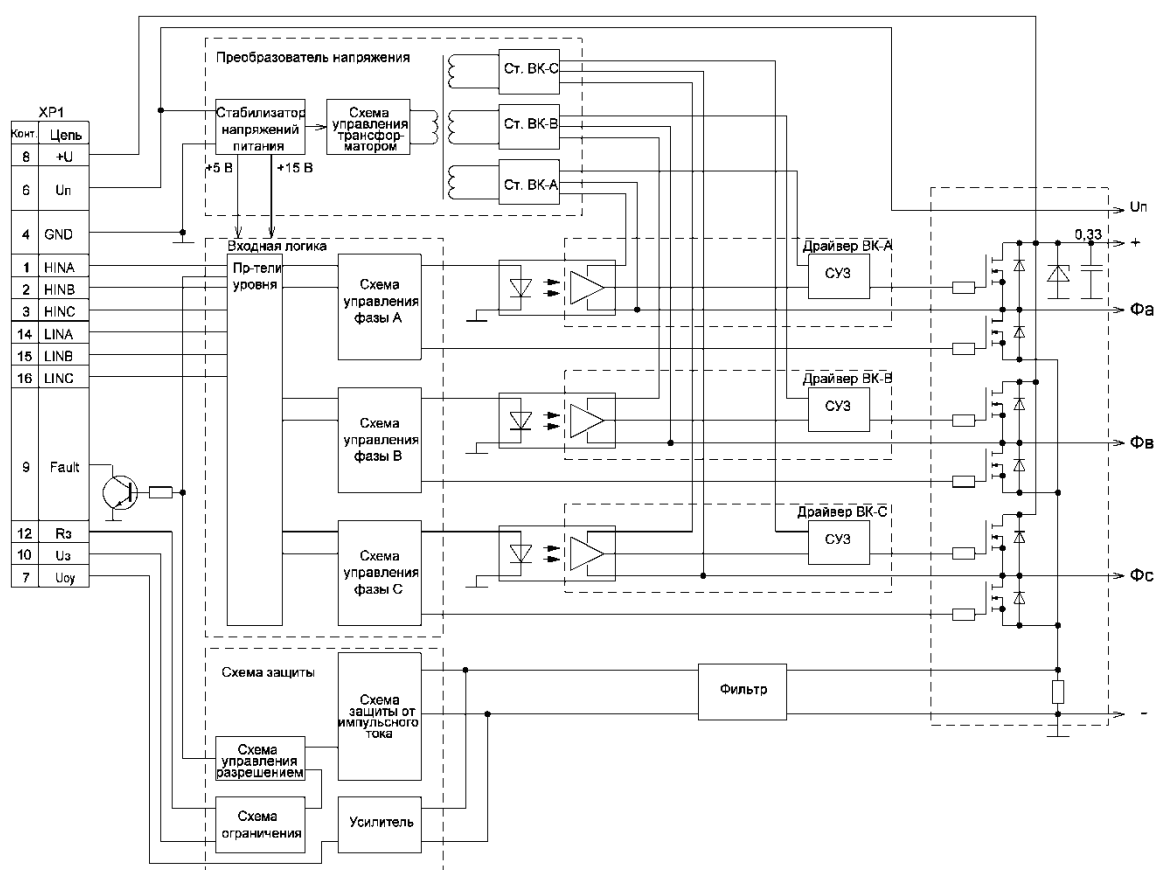 Преобразователь напряжения
Ст. ВК-С
Ст. ВК-В
Ст. ВК-А
Стабилизатор
напряжений
питания
Схема
управления
трансфор-
матором
+5 В
+15 В
ХР1
Конт.
Цепь
8
+U
6
Uп
4
GND
1
HINA
2
HINB
3
HINC
14
LINA
15
LINB
16
LINC
9
Fault
12
Rз
10
Uз
7
Uоу
Входная логика
Пр-тели
уровня
Схема
управления
фазы А
Схема
управления
фазы В
Схема
управления
фазы С
Драйвер ВК-А
СУЗ
Драйвер ВК-В
СУЗ
Драйвер ВК-С
СУЗ
Uп
0,33
+
Фа
Фв
Фс
-
Схема защиты
Схема
защиты от
импульсного
тока
Фильтр
Схема
управления
разрешением
Схема
ограничения
Усилитель